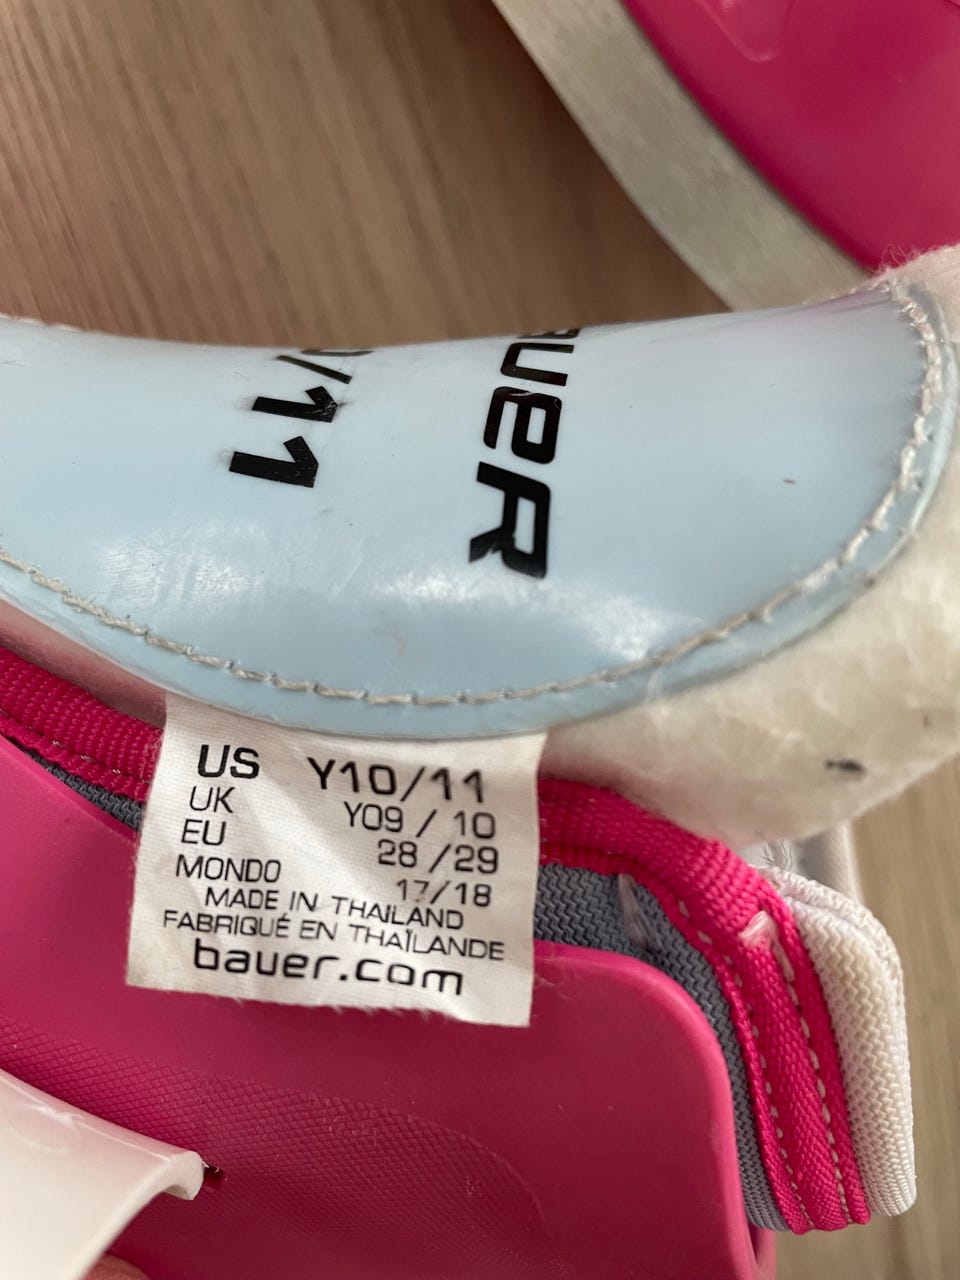 BAUER
10/11
US Y10/11
UK Y09 / 10
EU 28 /29
MONDO 17/18
MADE IN THAILAND
FABRIQUÉ EN THAÏLANDE
bauer.com